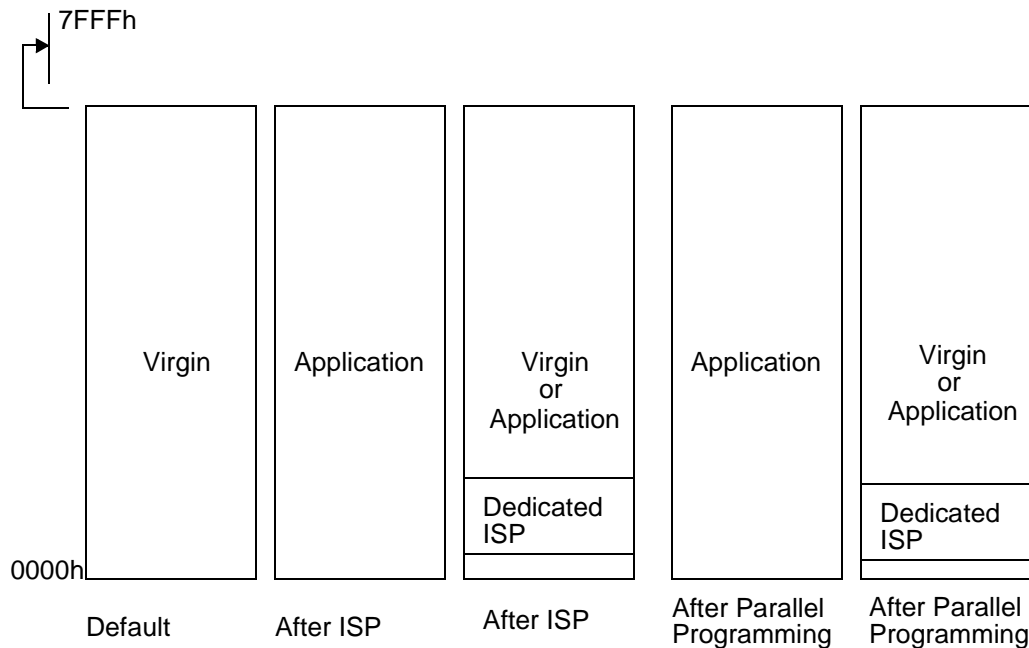 7FFFh
Virgin
Application
Virgin
or
Application
Dedicated
ISP
Application
Virgin
or
Application
Dedicated
ISP
0000h
Default
After ISP
After ISP
After Parallel
Programming
After Parallel
Programming